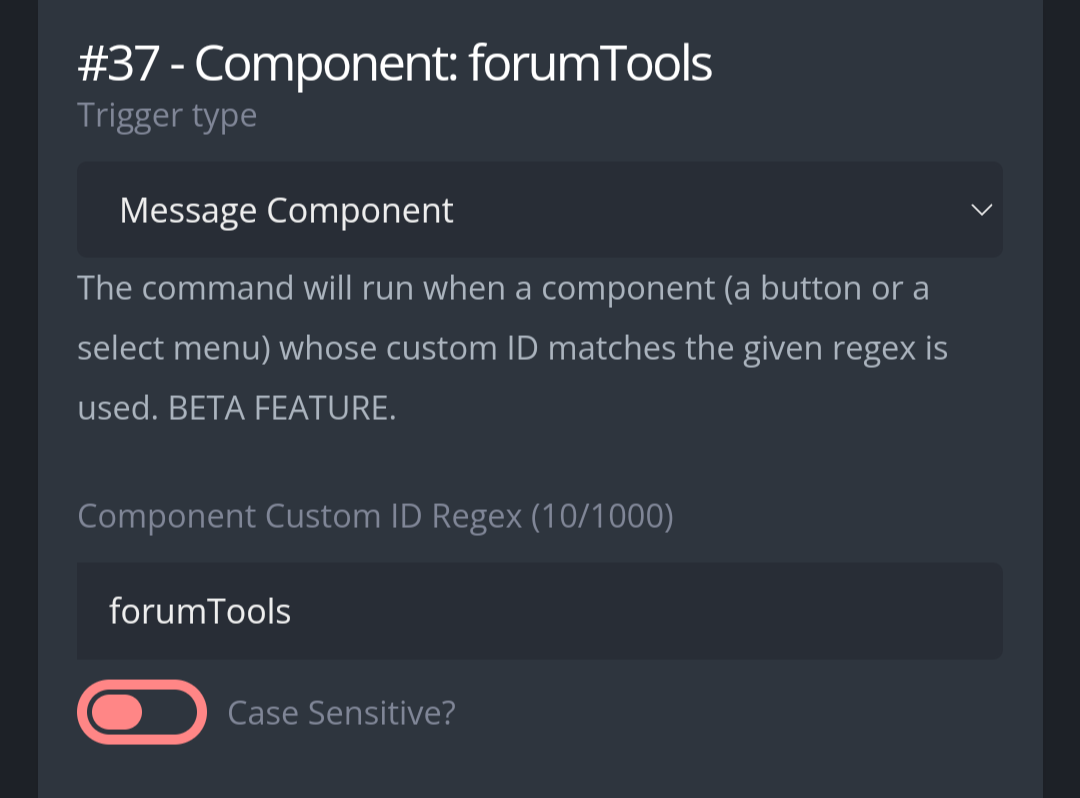 #37 - Component: forumTools
Trigger type
Message Component
The command will run when a component (a button or a
select menu) whose custom ID matches the given regex is
used. BETA FEATURE.
Component Custom ID Regex (10/1000)
forumTools
Case Sensitive?